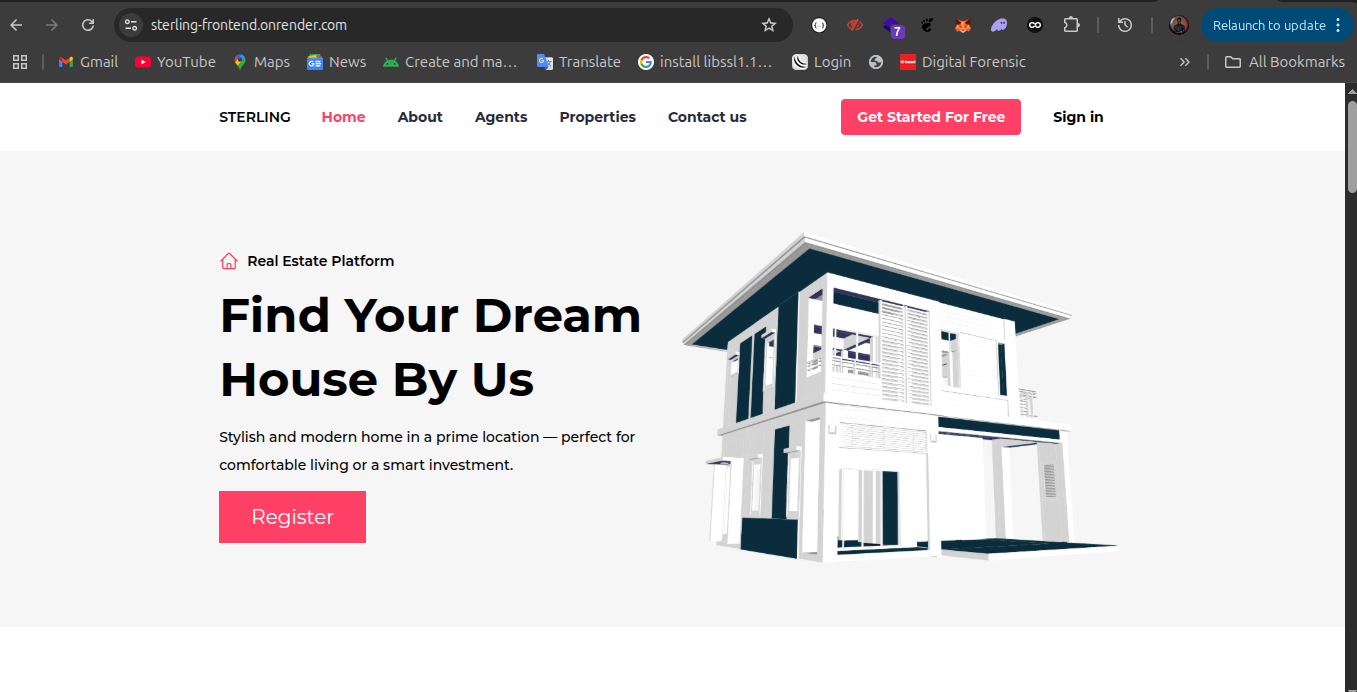 sterling-frontend.onrender.com
7
Relaunch to update
Gmail YouTube Maps News Create and ma... Translate install libssl1.1... Login Digital Forensic All Bookmarks
STERLING Home About Agents Properties Contact us Get Started For Free Sign in
Real Estate Platform
Find Your Dream
House By Us
Stylish and modern home in a prime location — perfect for
comfortable living or a smart investment.
Register